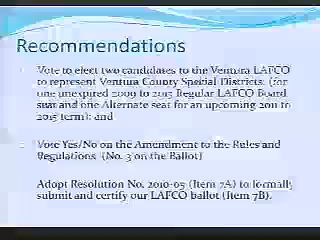 Recommendations
Vote to elect two candidates to the Ventura LAFCO
to represent Ventura County Special Districts: (for
one unexpired 2009 to 2013 Regular LAFCO Board
seat and one Alternate seat for an upcoming 2011 to
2015 term); and
Vote Yes/No on the Amendment to the Rules and
Regulations (No. 3 on the Ballot)
Adopt Resolution No. 2010-05 (Item 7A) to formally
submit and certify our LAFCO ballot (Item 7B).